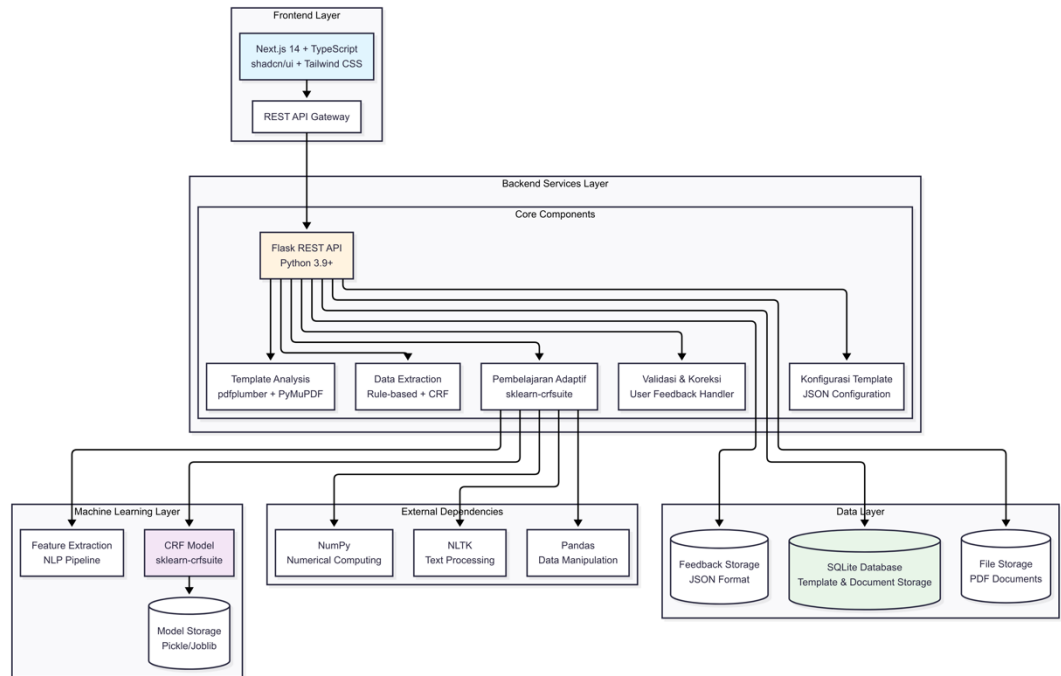 Frontend Layer
Next.js 14 + TypeScript
shadcn/ui + Tailwind CSS
REST API Gateway
Backend Services Layer
Core Components
Flask REST API
Python 3.9+
Template Analysis
pdfplumber + PyMuPDF
Data Extraction
Rule-based + CRF
Pembelajaran Adaptif
sklearn-crfsuite
Validasi & Koreksi
User Feedback Handler
Konfigurasi Template
JSON Configuration
Machine Learning Layer
Feature Extraction
NLP Pipeline
CRF Model
sklearn-crfsuite
Model Storage
Pickle/Joblib
External Dependencies
NumPy
Numerical Computing
NLTK
Text Processing
Pandas
Data Manipulation
Data Layer
Feedback Storage
JSON Format
SQLite Database
Template & Document Storage
File Storage
PDF Documents